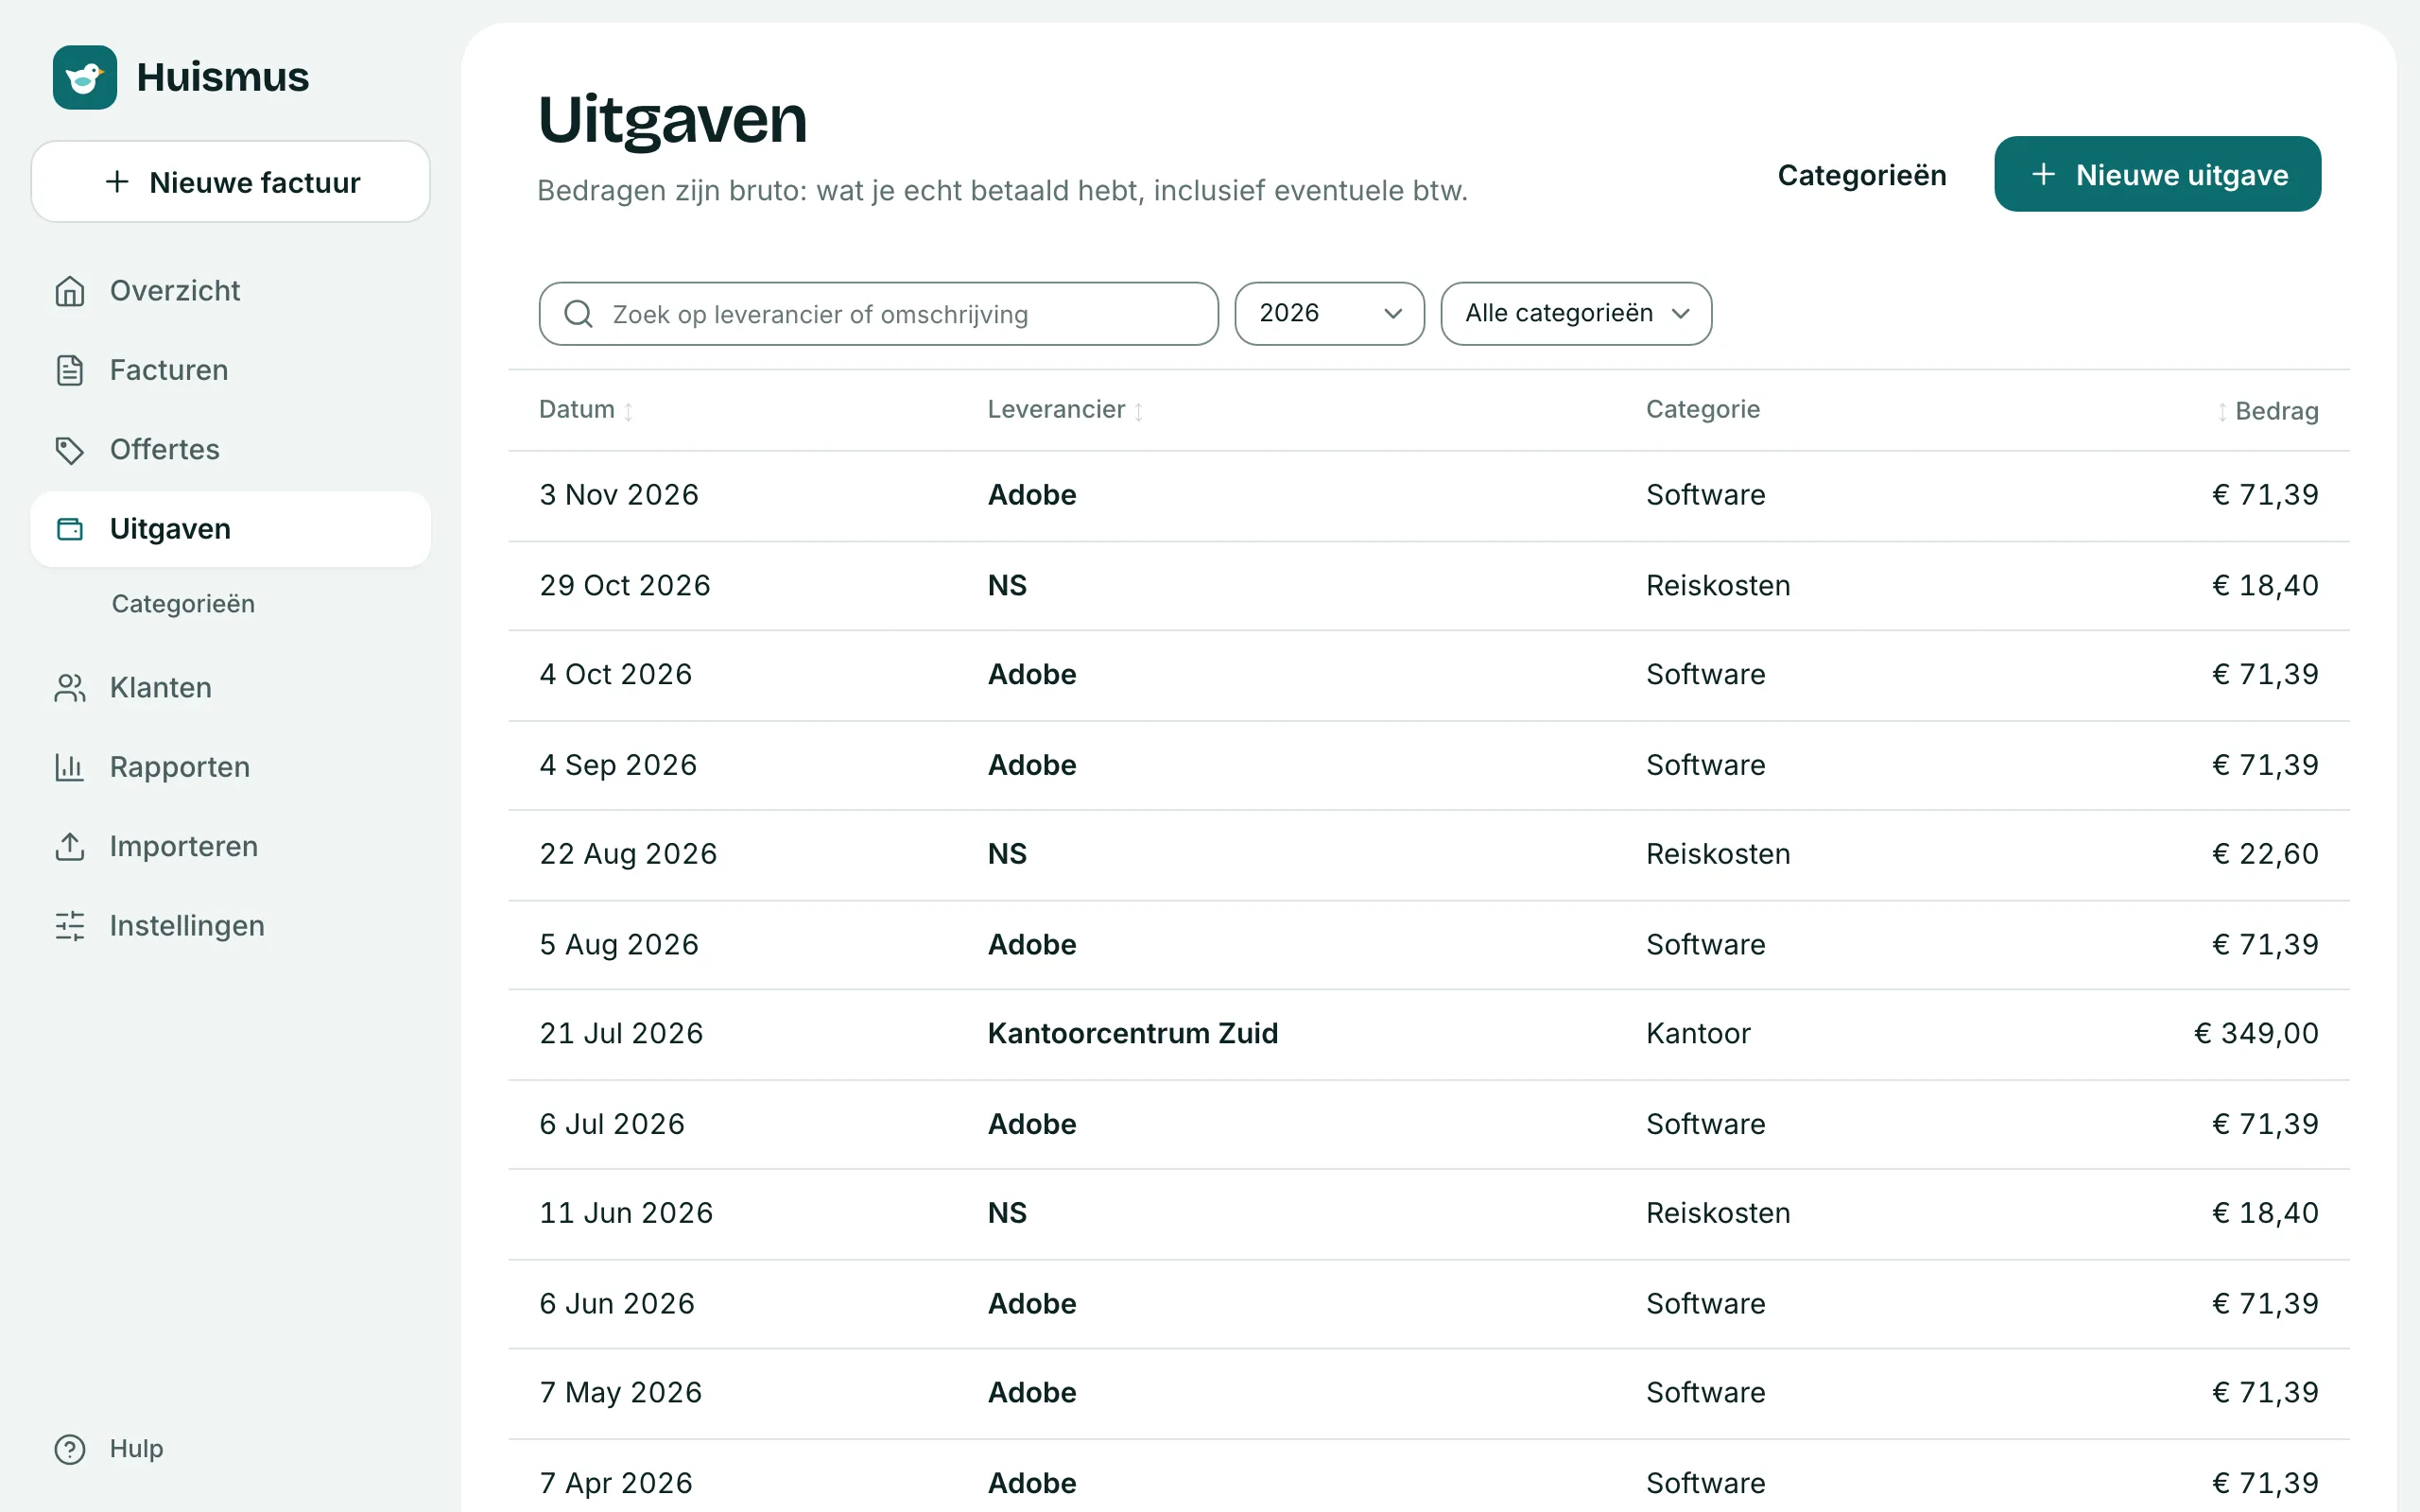 Huismus
Nieuwe factuur
Overzicht
Facturen
Offertes
Uitgaven
Categorieën
Klanten
Rapporten
Importeren
Instellingen
Hulp
Uitgaven
Bedragen zijn bruto: wat je echt betaald hebt, inclusief eventuele btw.
Categorieën
Nieuwe uitgave
Zoek op leverancier of omschrijving 2026 Alle categorieën
Datum Leverancier Categorie Bedrag
3 Nov 2026 Adobe Software € 71,39
29 Oct 2026 NS Reiskosten € 18,40
4 Oct 2026 Adobe Software € 71,39
4 Sep 2026 Adobe Software € 71,39
22 Aug 2026 NS Reiskosten € 22,60
5 Aug 2026 Adobe Software € 71,39
21 Jul 2026 Kantoorcentrum Zuid Kantoor € 349,00
6 Jul 2026 Adobe Software € 71,39
11 Jun 2026 NS Reiskosten € 18,40
6 Jun 2026 Adobe Software € 71,39
7 May 2026 Adobe Software € 71,39
7 Apr 2026 Adobe Software € 71,39